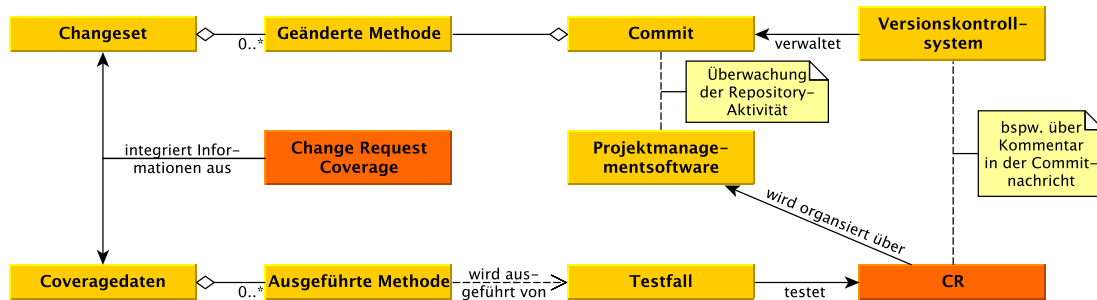 Changeset
0..*
Geänderte Methode
Commit
verwaltet
Versionskontroll-
system
Überwachung
der Repository-
Aktivität
bspw. über
Kommentar
in der Commit-
nachricht
integriert Infor-
mationen aus
Change Request
Coverage
Projektmanage-
mentsoftware
wird organsiert über
Coveragedaten
0..*
Ausgeführte Methode
wird aus-
geführt von
Testfall
testet
CR